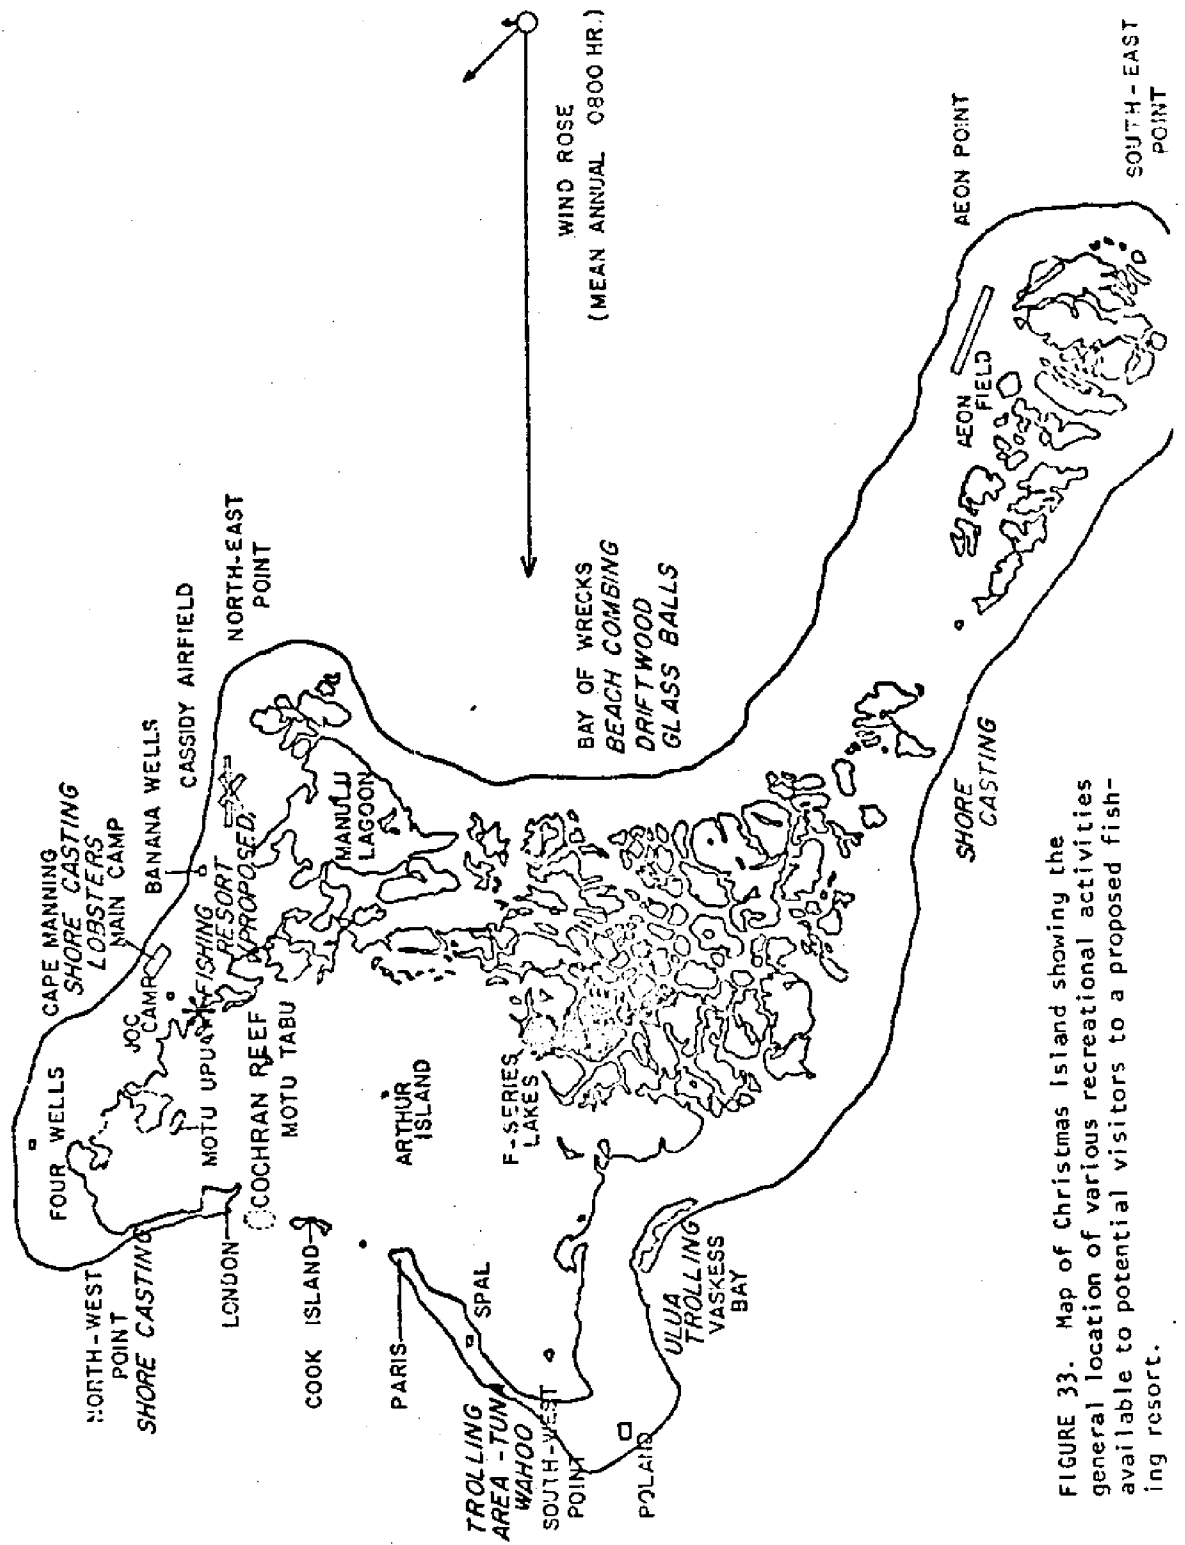 NORTH-WEST
POINT
SHORE CASTING
FOUR WELLS
CAPE MANNING
SHORE CASTING
LOBSTERS
MAIN CAMP
JOC
CAMP
BANANA WELLS
CASSIDY AIRFIELD
NORTH-EAST
POINT
FISHING
RESORT
(PROPOSED)
MOTU UPUA
LONDON
COCHRAN REEF
MOTU TABU
COOK ISLAND
MANULU
LAGOON
PARIS
ARTHUR
ISLAND
SPAL
F-SERIES
LAKES
TROLLING
AREA - TUNA
WAHOO
SOUTH-WEST
POINT
POLAND
ULUA
TROLLING
VASKESS
BAY
BAY OF WRECKS
BEACH COMBING
DRIFTWOOD
GLASS BALLS
WIND ROSE
(MEAN ANNUAL 0800 HR.)
SHORE
CASTING
AEON
FIELD
AEON POINT
SOUTH-EAST
POINT
FIGURE 33. Map of Christmas Island showing the
general location of various recreational activities
available to potential visitors to a proposed fish-
ing resort.